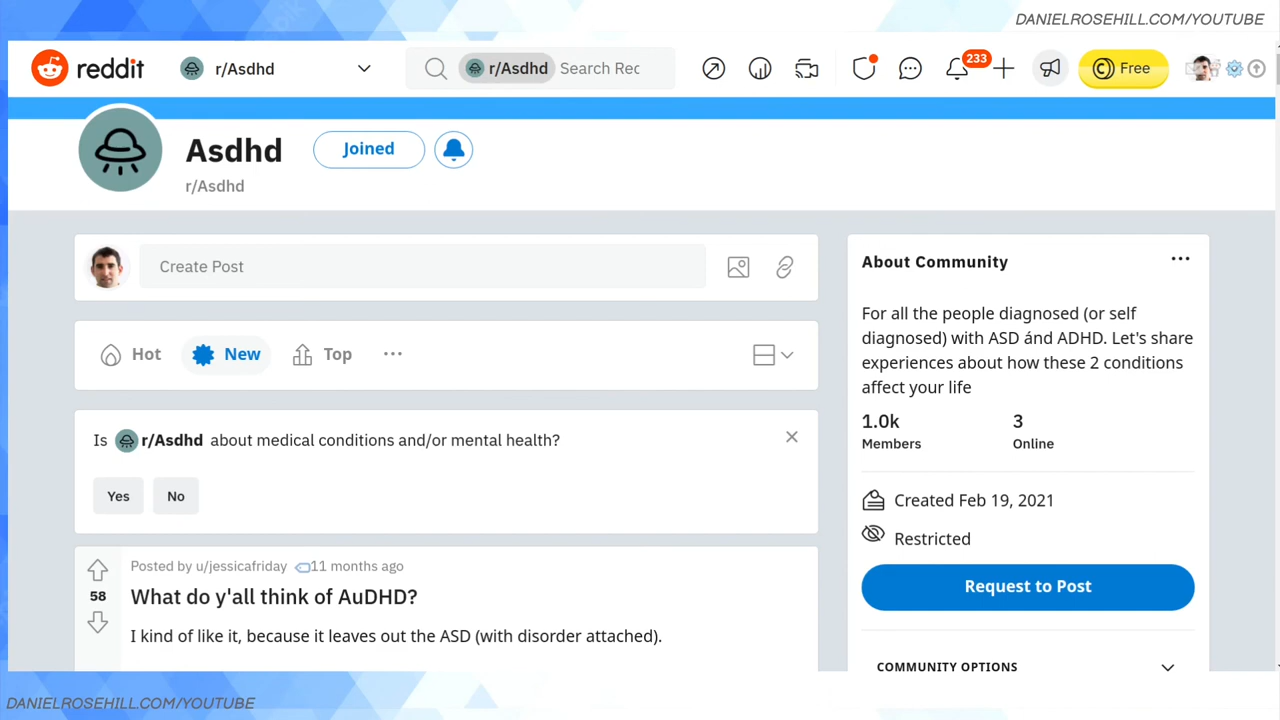 DANIELROSEHILL.COM/YOUTUBE
reddit r/Asdhd r/Asdhd Search Rec 233 Free
Asdhd Joined
r/Asdhd
Create Post
About Community
For all the people diagnosed (or self
diagnosed) with ASD ánd ADHD. Let's share
experiences about how these 2 conditions
affect your life
Hot New Top
1.0k 3
Members Online
Is r/Asdhd about medical conditions and/or mental health?
Yes No
Created Feb 19, 2021
Restricted
Request to Post
Posted by u/jessicafriday 11 months ago
58
What do y'all think of AuDHD?
I kind of like it, because it leaves out the ASD (with disorder attached).
COMMUNITY OPTIONS
DANIELROSEHILL.COM/YOUTUBE